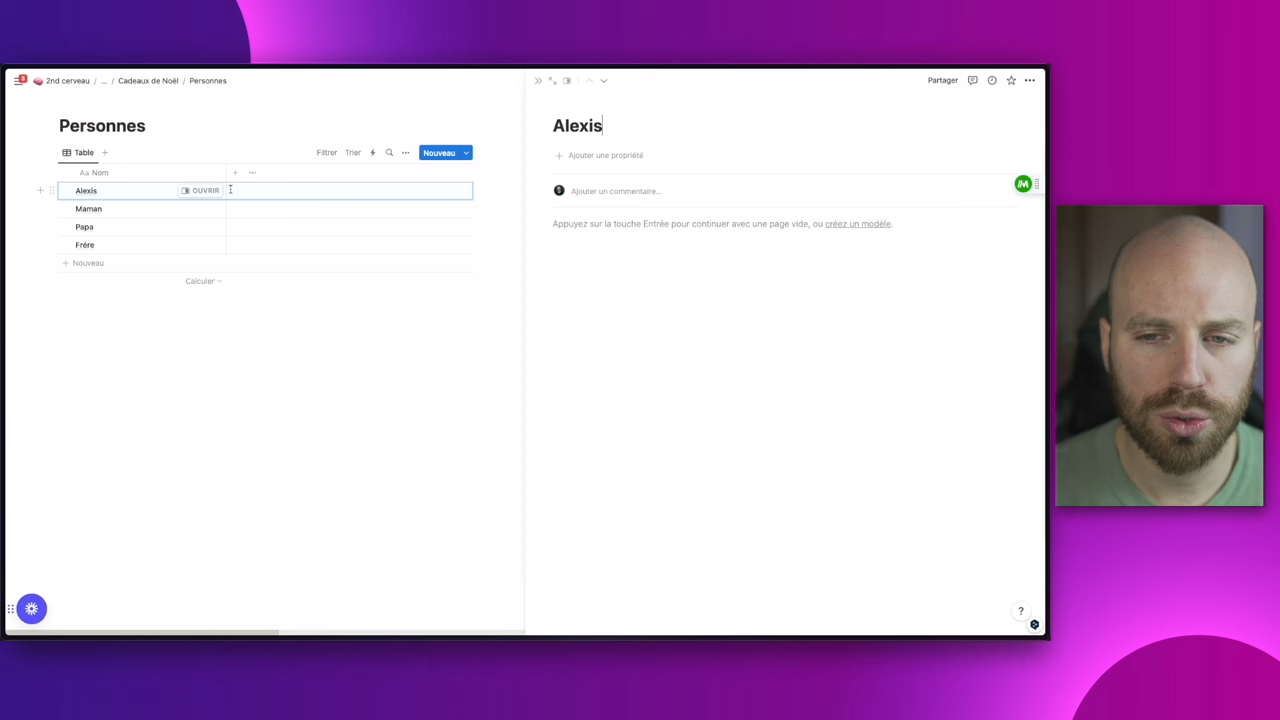 3
2nd cerveau / ... / Cadeaux de Noël / Personnes
Personnes
Table
Filtrer Trier Nouveau
Aa Nom
Alexis OUVRIR
Maman
Papa
Frére
Nouveau
Calculer
Partager
Alexis
Ajouter une propriété
Ajouter un commentaire...
Appuyez sur la touche Entrée pour continuer avec une page vide, ou créez un modèle.
?